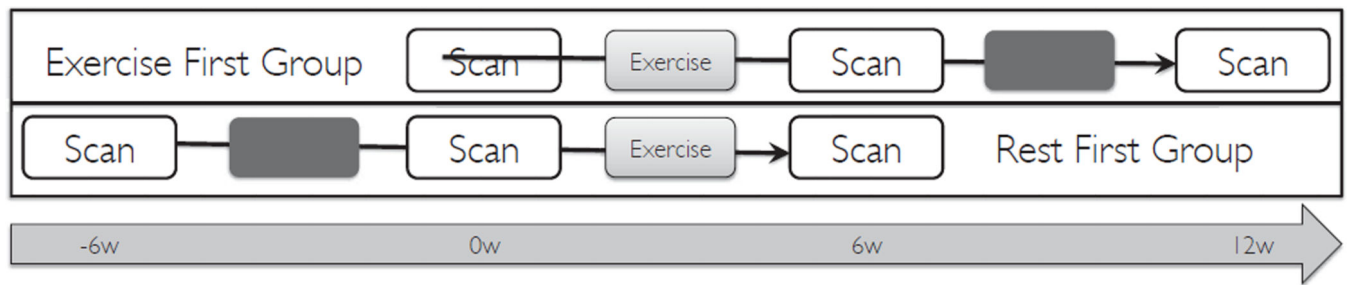 Exercise First Group Scan Exercise Scan Scan
Scan Scan Exercise Scan Rest First Group
-6w 0w 6w 12w